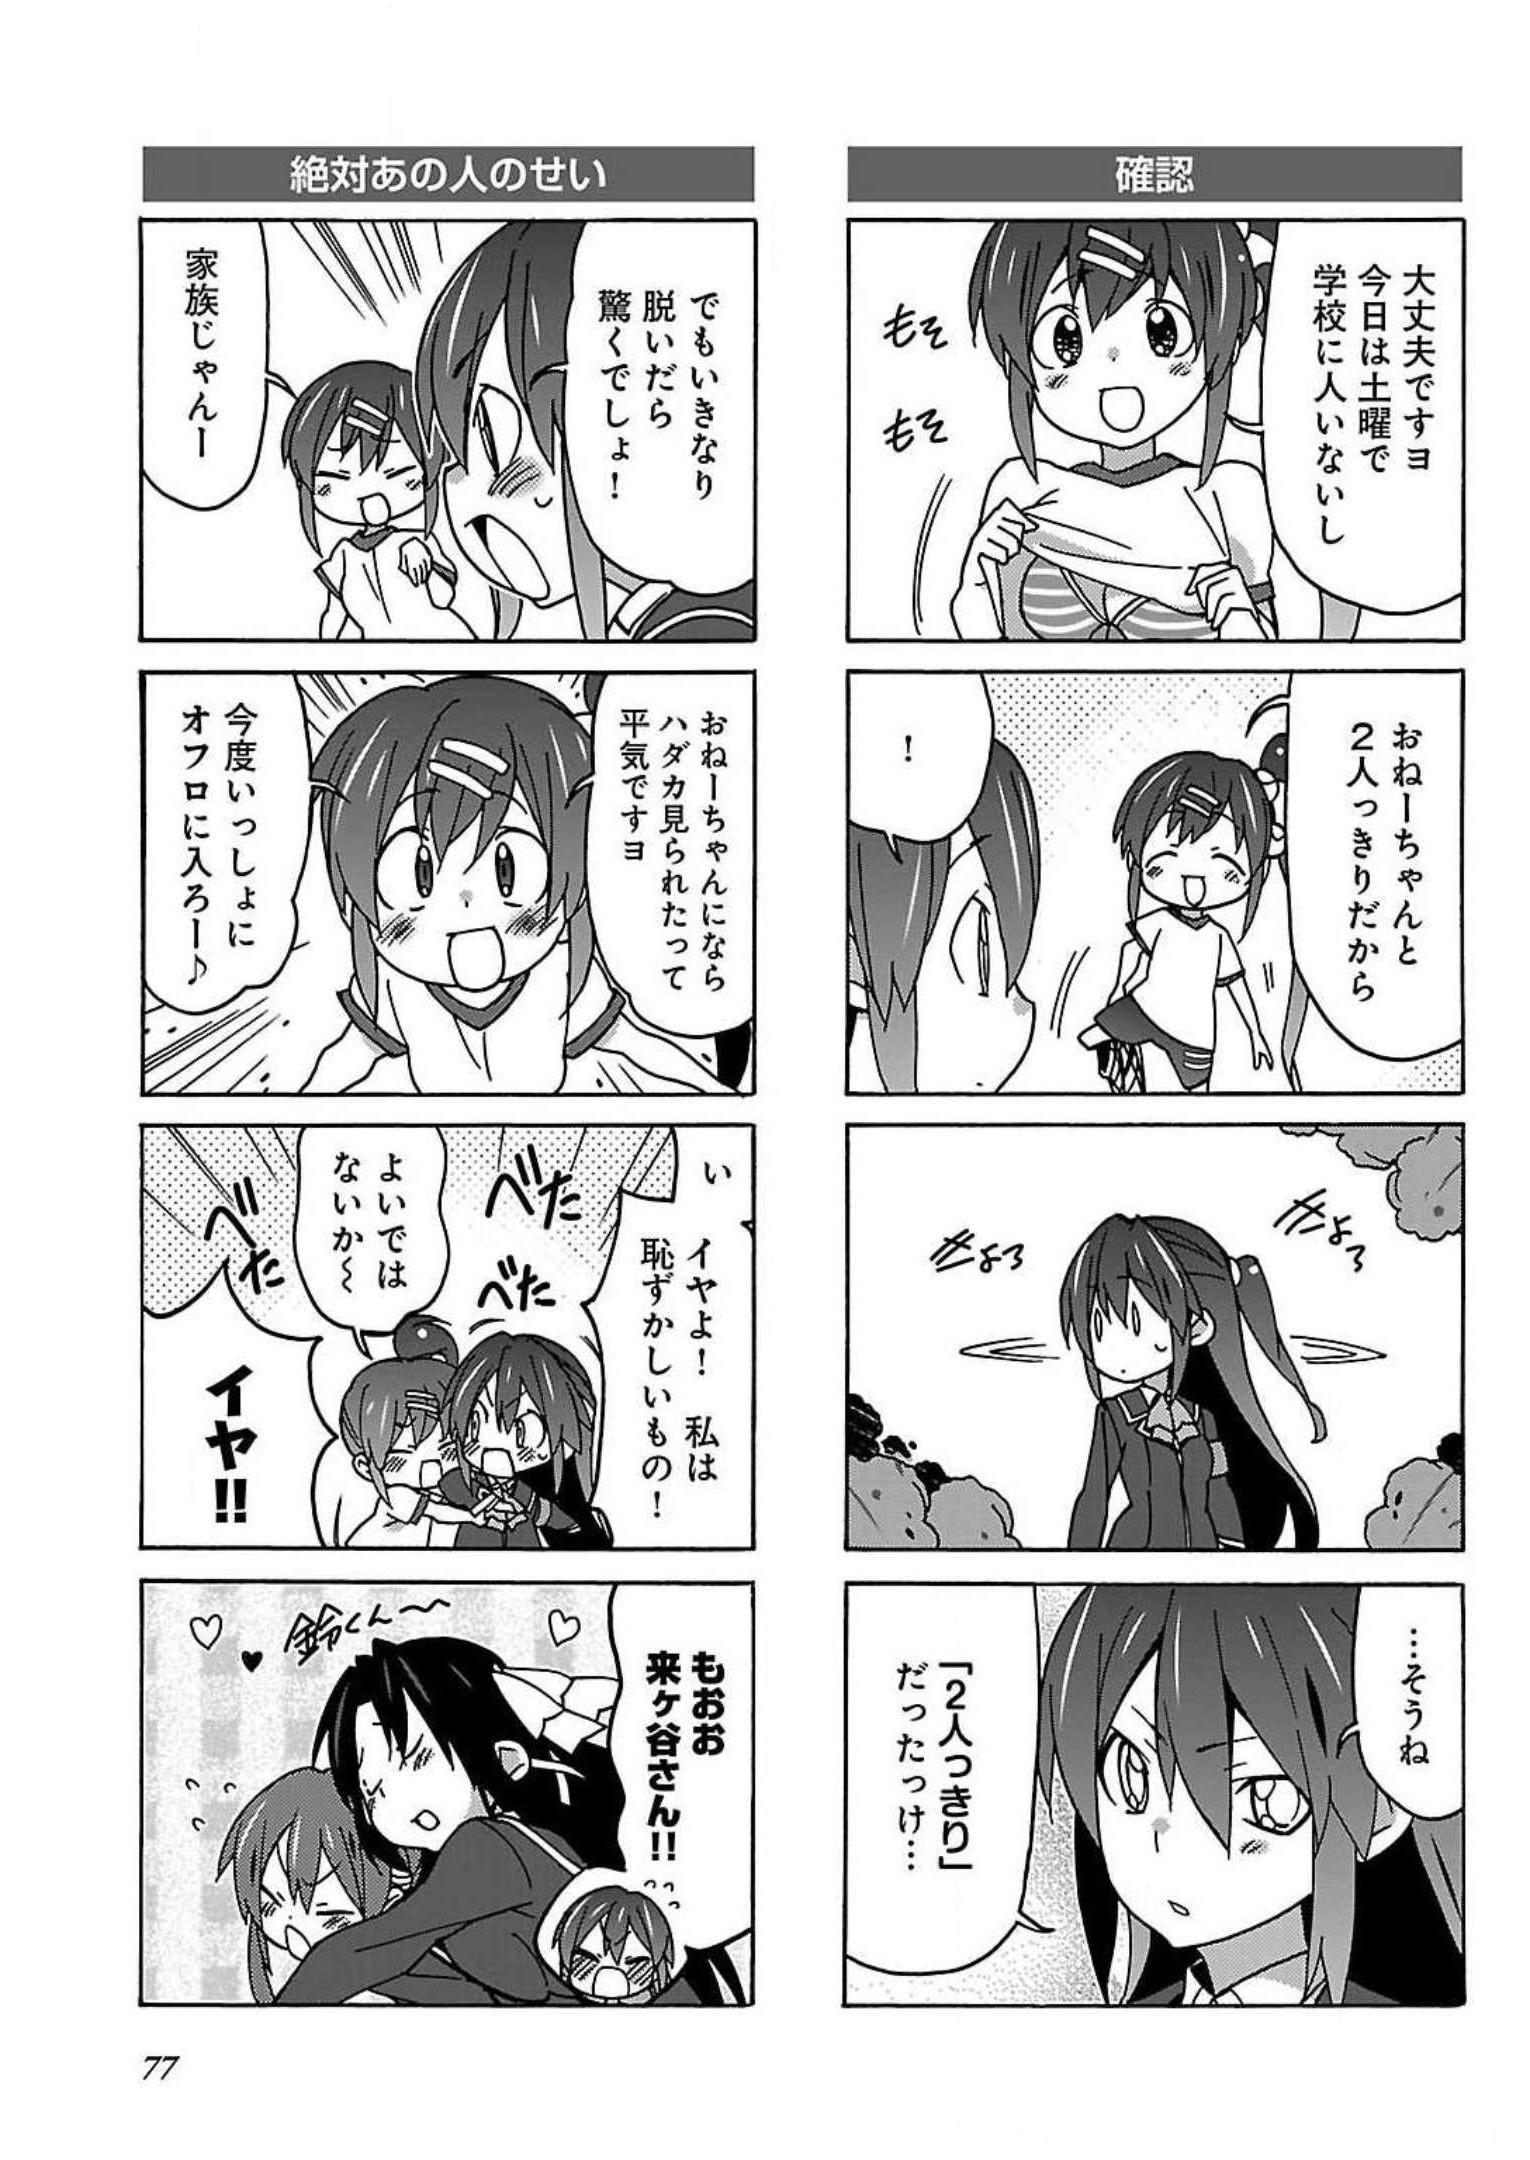 確認
大丈夫ですヨ
今日は土曜で
学校に人いないし
もそ
もそ
おねーちゃんと
2人っきりだから
！
きょろ
きょろ
…そうね
「2人っきり」
だったっけ…
絶対あの人のせい
でもいきなり
脱いだら
驚くでしょ！
家族じゃんー
おねーちゃんになら
ハダカ見られたって
平気ですヨ
今度いっしょに
オフロに入ろー♪
い
イヤよ！ 私は
恥ずかしいもの！
べた
べた
よいでは
ないか〜
べた
イヤ!!
もおお
来ヶ谷さん!!
鈴くん〜
77